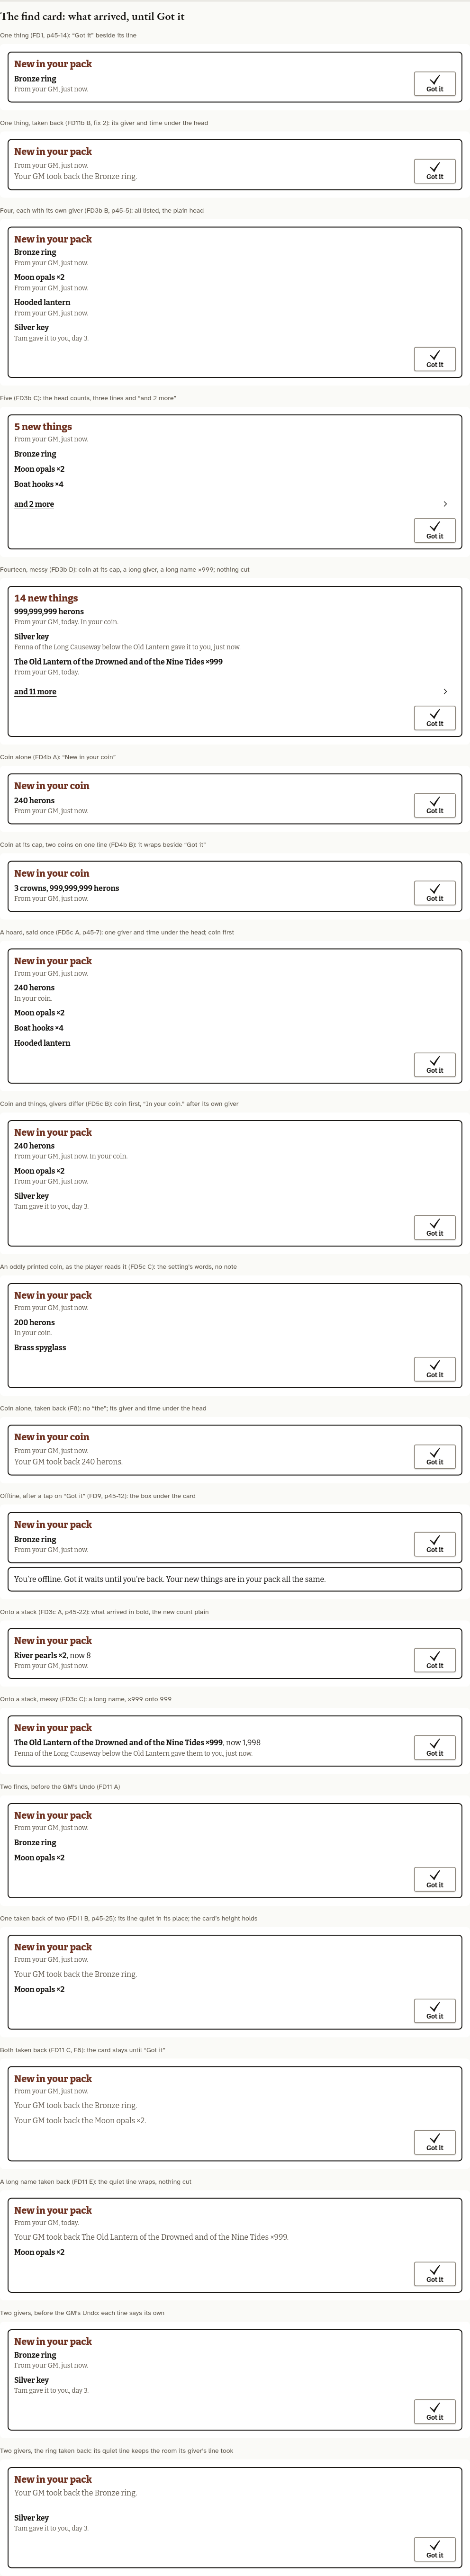 The find card: what arrived, until Got it
One thing (FD1, p45-14): “Got it” beside its line
New in your pack
Bronze ring
From your GM, just now.
Got it
One thing, taken back (FD11b B, fix 2): its giver and time under the head
New in your pack
From your GM, just now.
Your GM took back the Bronze ring.
Got it
Four, each with its own giver (FD3b B, p45-5): all listed, the plain head
New in your pack
Bronze ring
From your GM, just now.
Moon opals ×2
From your GM, just now.
Hooded lantern
From your GM, just now.
Silver key
Tam gave it to you, day 3.
Got it
Five (FD3b C): the head counts, three lines and “and 2 more”
5 new things
From your GM, just now.
Bronze ring
Moon opals ×2
Boat hooks ×4
and 2 more
Got it
Fourteen, messy (FD3b D): coin at its cap, a long giver, a long name ×999; nothing cut
14 new things
999,999,999 herons
From your GM, today. In your coin.
Silver key
Fenna of the Long Causeway below the Old Lantern gave it to you, just now.
The Old Lantern of the Drowned and of the Nine Tides ×999
From your GM, today.
and 11 more
Got it
Coin alone (FD4b A): “New in your coin”
New in your coin
240 herons
From your GM, just now.
Got it
Coin at its cap, two coins on one line (FD4b B): it wraps beside “Got it”
New in your coin
3 crowns, 999,999,999 herons
From your GM, just now.
Got it
A hoard, said once (FD5c A, p45-7): one giver and time under the head; coin first
New in your pack
From your GM, just now.
240 herons
In your coin.
Moon opals ×2
Boat hooks ×4
Hooded lantern
Got it
Coin and things, givers differ (FD5c B): coin first, “In your coin.” after its own giver
New in your pack
240 herons
From your GM, just now. In your coin.
Moon opals ×2
From your GM, just now.
Silver key
Tam gave it to you, day 3.
Got it
An oddly printed coin, as the player reads it (FD5c C): the setting’s words, no note
New in your pack
From your GM, just now.
200 herons
In your coin.
Brass spyglass
Got it
Coin alone, taken back (F8): no “the”; its giver and time under the head
New in your coin
From your GM, just now.
Your GM took back 240 herons.
Got it
Offline, after a tap on “Got it” (FD9, p45-12): the box under the card
New in your pack
Bronze ring
From your GM, just now.
Got it
You’re offline. Got it waits until you’re back. Your new things are in your pack all the same.
Onto a stack (FD3c A, p45-22): what arrived in bold, the new count plain
New in your pack
River pearls ×2, now 8
From your GM, just now.
Got it
Onto a stack, messy (FD3c C): a long name, ×999 onto 999
New in your pack
The Old Lantern of the Drowned and of the Nine Tides ×999, now 1,998
Fenna of the Long Causeway below the Old Lantern gave them to you, just now.
Got it
Two finds, before the GM’s Undo (FD11 A)
New in your pack
From your GM, just now.
Bronze ring
Moon opals ×2
Got it
One taken back of two (FD11 B, p45-25): its line quiet in its place; the card’s height holds
New in your pack
From your GM, just now.
Your GM took back the Bronze ring.
Moon opals ×2
Got it
Both taken back (FD11 C, F8): the card stays until “Got it”
New in your pack
From your GM, just now.
Your GM took back the Bronze ring.
Your GM took back the Moon opals ×2.
Got it
A long name taken back (FD11 E): the quiet line wraps, nothing cut
New in your pack
From your GM, today.
Your GM took back The Old Lantern of the Drowned and of the Nine Tides ×999.
Moon opals ×2
Got it
Two givers, before the GM’s Undo: each line says its own
New in your pack
Bronze ring
From your GM, just now.
Silver key
Tam gave it to you, day 3.
Got it
Two givers, the ring taken back: its quiet line keeps the room its giver’s line took
New in your pack
Your GM took back the Bronze ring.
Silver key
Tam gave it to you, day 3.
Got it